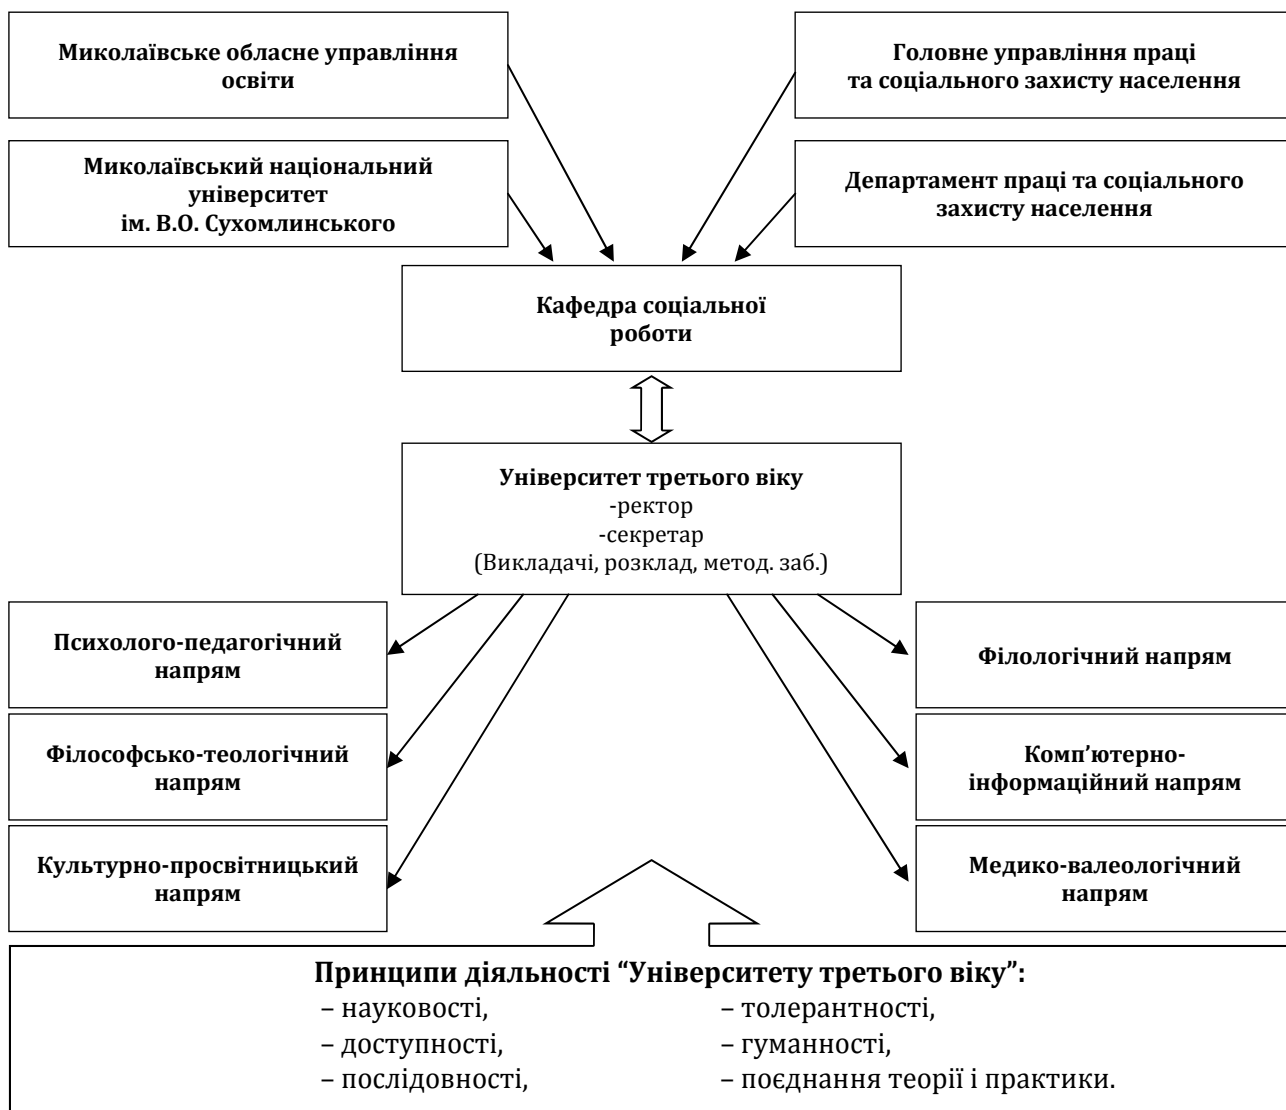 Миколаївське обласне управління
освіти
Головне управління праці
та соціального захисту населення
Миколаївський національний
університет
ім. В.О. Сухомлинського
Департамент праці та соціального
захисту населення
Кафедра соціальної
роботи
Університет третього віку
-ректор
-секретар
(Викладачі, розклад, метод. заб.)
Психолого-педагогічний
напрям
Філологічний напрям
Філософсько-теологічний
напрям
Комп’ютерно-
інформаційний напрям
Культурно-просвітницький
напрям
Медико-валеологічний
напрям
Принципи діяльності “Університету третього віку”:
– науковості,
– доступності,
– послідовності,
– толерантності,
– гуманності,
– поєднання теорії і практики.